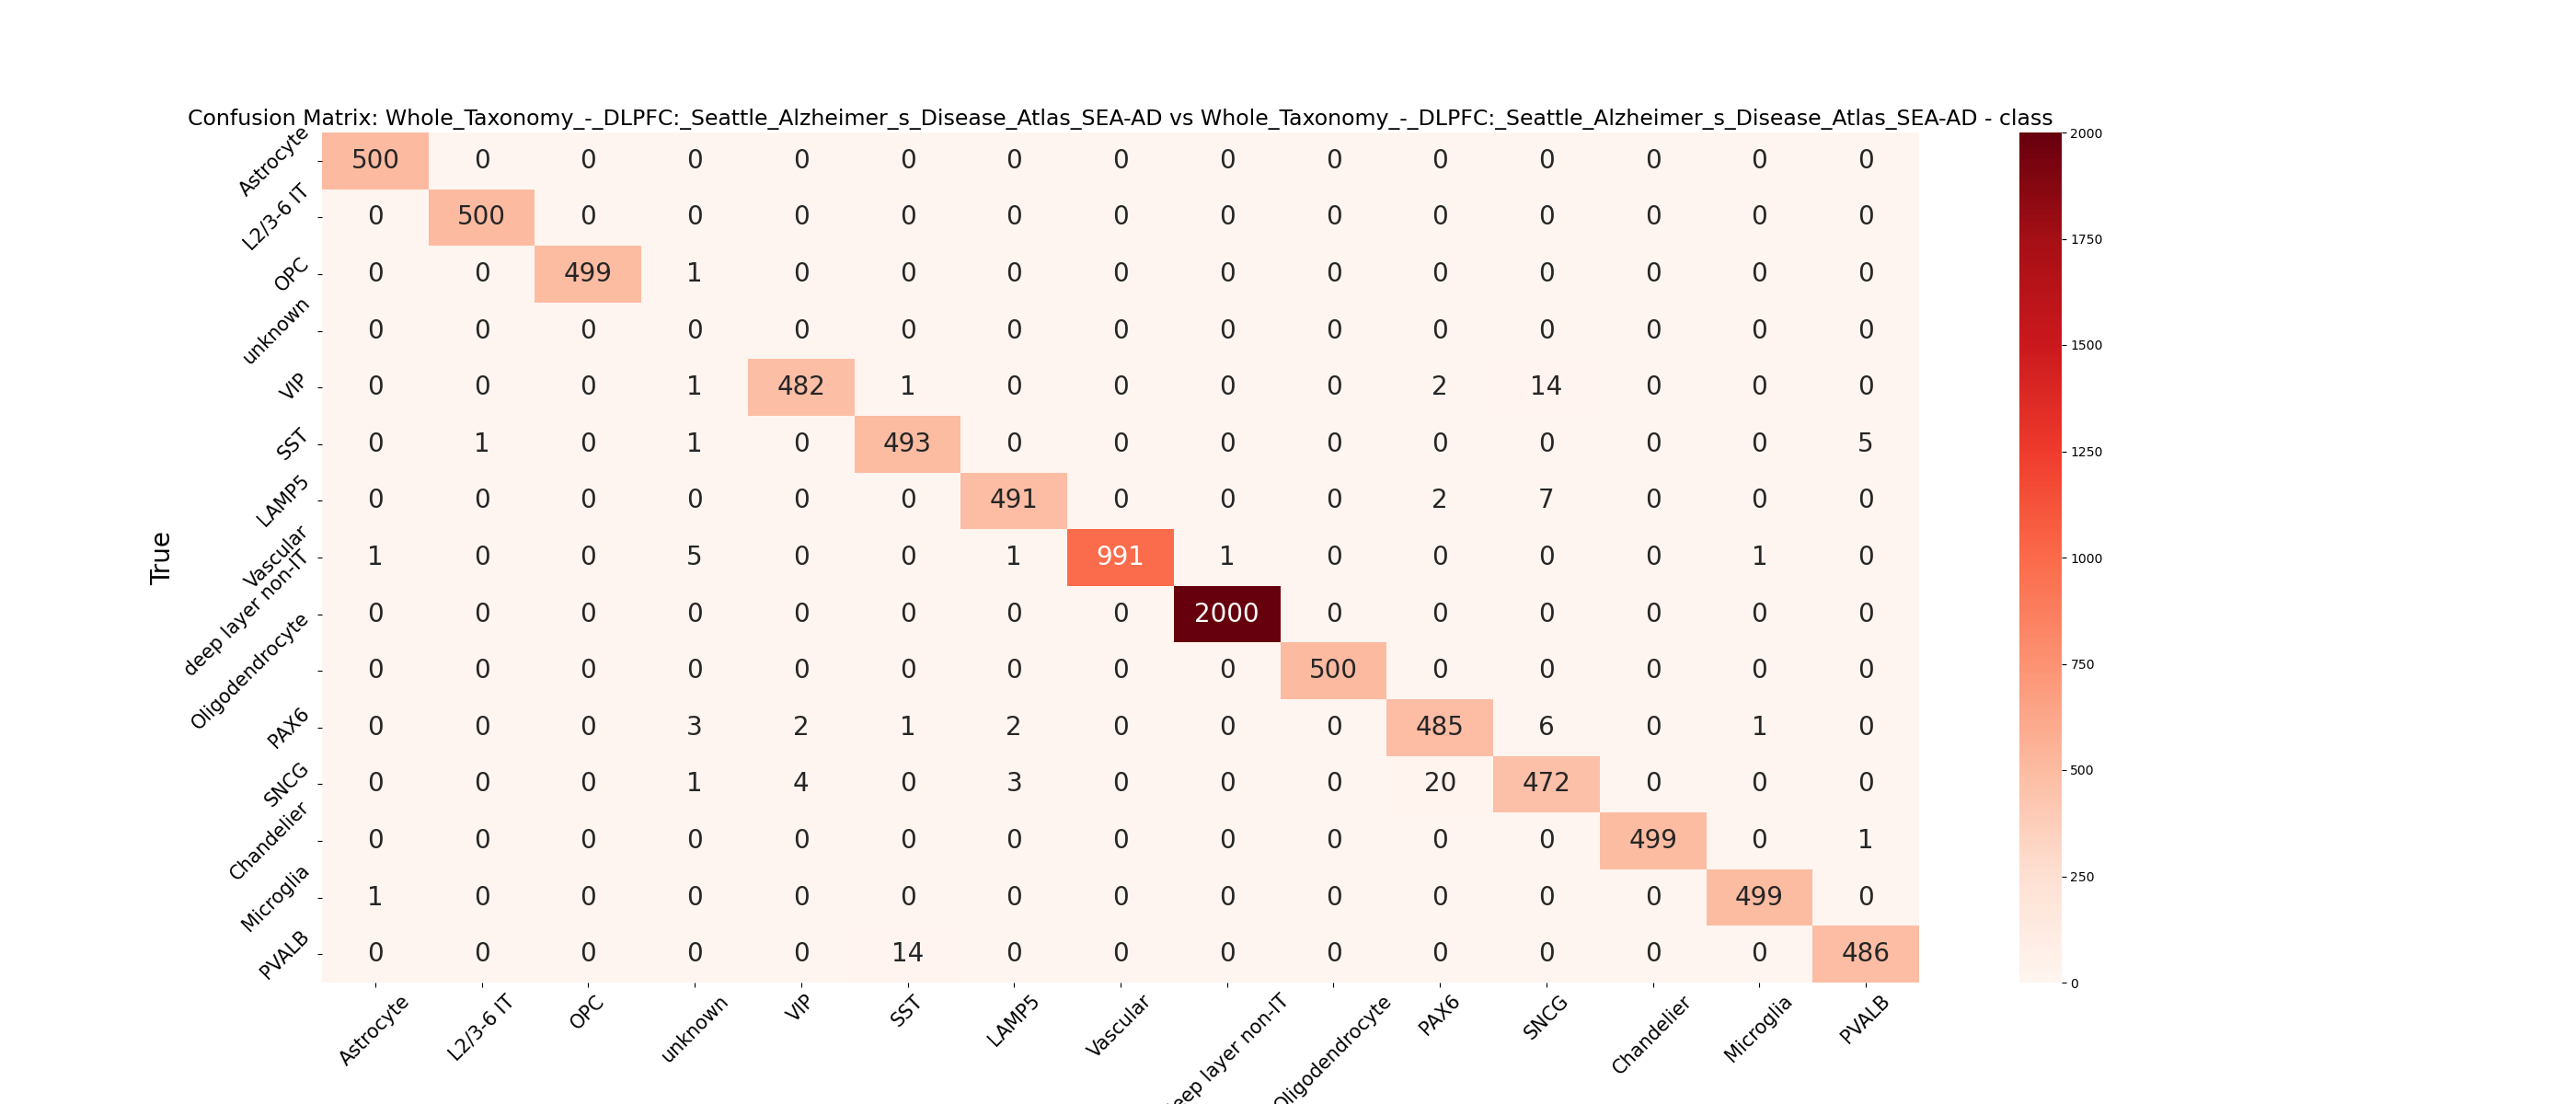 Confusion Matrix: Whole_Taxonomy_-_DLPFC:_Seattle_Alzheimer_s_Disease_Atlas_SEA-AD vs Whole_Taxonomy_-_DLPFC:_Seattle_Alzheimer_s_Disease_Atlas_SEA-AD - class
True
Astrocyte 500 0 0 0 0 0 0 0 0 0 0 0 0 0 0
L2/3-6 IT 0 500 0 0 0 0 0 0 0 0 0 0 0 0 0
OPC 0 0 499 1 0 0 0 0 0 0 0 0 0 0 0
unknown 0 0 0 0 0 0 0 0 0 0 0 0 0 0 0
VIP 0 0 0 1 482 1 0 0 0 0 2 14 0 0 0
SST 0 1 0 1 0 493 0 0 0 0 0 0 0 0 5
LAMP5 0 0 0 0 0 0 491 0 0 0 2 7 0 0 0
Vascular 1 0 0 5 0 0 1 991 1 0 0 0 0 1 0
deep layer non-IT 0 0 0 0 0 0 0 0 2000 0 0 0 0 0 0
Oligodendrocyte 0 0 0 0 0 0 0 0 0 500 0 0 0 0 0
PAX6 0 0 0 3 2 1 2 0 0 0 485 6 0 1 0
SNCG 0 0 0 1 4 0 3 0 0 0 20 472 0 0 0
Chandelier 0 0 0 0 0 0 0 0 0 0 0 0 499 0 1
Microglia 1 0 0 0 0 0 0 0 0 0 0 0 0 499 0
PVALB 0 0 0 0 0 14 0 0 0 0 0 0 0 0 486
Astrocyte L2/3-6 IT OPC unknown VIP SST LAMP5 Vascular eep layer non-IT Oligodendrocyte PAX6 SNCG Chandelier Microglia PVALB
2000
1750
1500
1250
1000
750
500
250
0